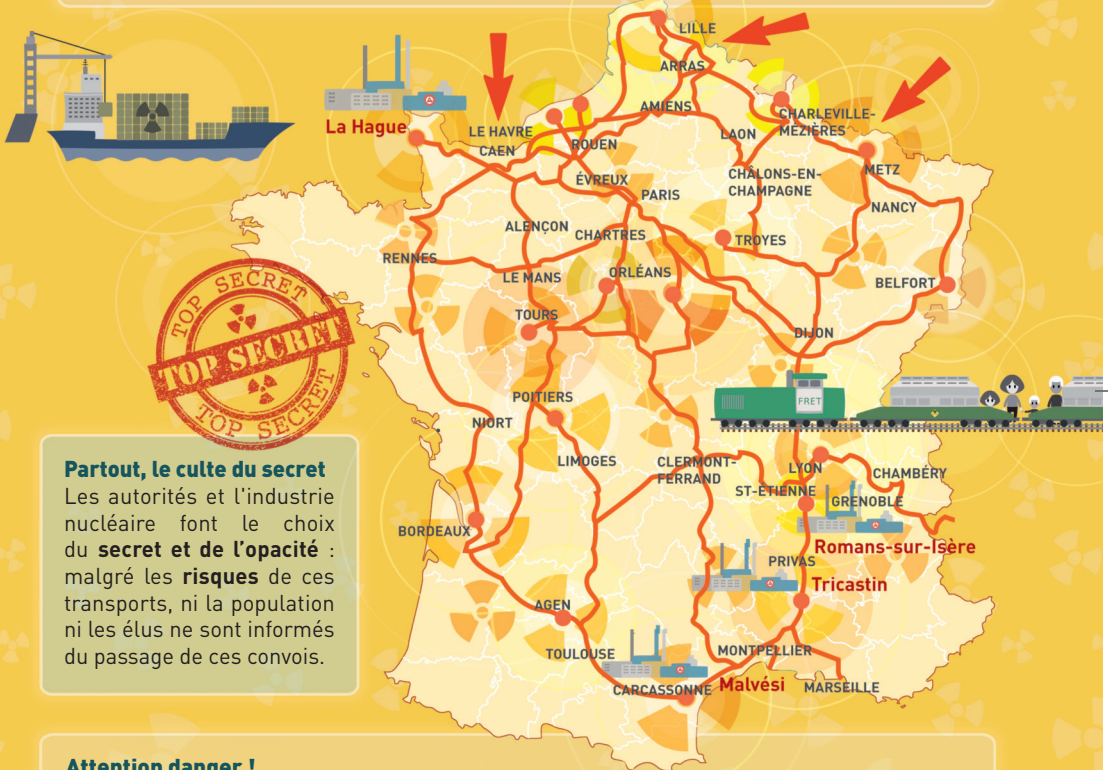 LILLE
ARRAS
AMIENS
CHARLEVILLE-
MÉZIÈRES
La Hague
LE HAVRE
CAEN
ROUEN
LAON
METZ
ÉVREUX
CHÂLONS-EN-
CHAMPAGNE
PARIS
NANCY
ALENÇON
CHARTRES
TROYES
RENNES
LE MANS
ORLÉANS
BELFORT
TOP SECRET
TOP SECRET
TOP SECRET
TOURS
DIJON
FRET
POITIERS
NIORT
LIMOGES
CLERMONT-
FERRAND
LYON
CHAMBÉRY
ST-ÉTIENNE
GRENOBLE
BORDEAUX
Romans-sur-Isère
PRIVAS
Tricastin
AGEN
TOULOUSE
MONTPELLIER
CARCASSONNE
Malvési
MARSEILLE
Partout, le culte du secret
Les autorités et l'industrie
nucléaire font le choix
du secret et de l’opacité :
malgré les risques de ces
transports, ni la population
ni les élus ne sont informés
du passage de ces convois.
Attention danger !